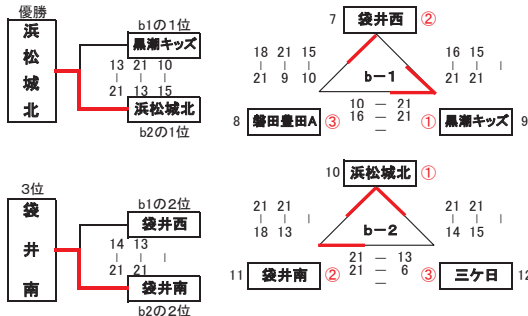 優勝
浜松城北
b1の1位
黒潮キッズ
13 21 10
| | |
21 13 15
浜松城北
b2の1位
7 袋井西 ②
18 21 15
| | |
21 9 10
16 15
| | |
21 21
b－1
10 － 21
16 － 21
－
8 磐田豊田A ③
① 黒潮キッズ 9
3位
袋井南
b1の2位
袋井西
14 13
| | |
21 21
袋井南
b2の2位
10 浜松城北 ①
21 21
| | |
18 13
21 21
| | |
14 15
b－2
21 － 13
21 － 6
－
11 袋井南 ②
③ 三ケ日 12